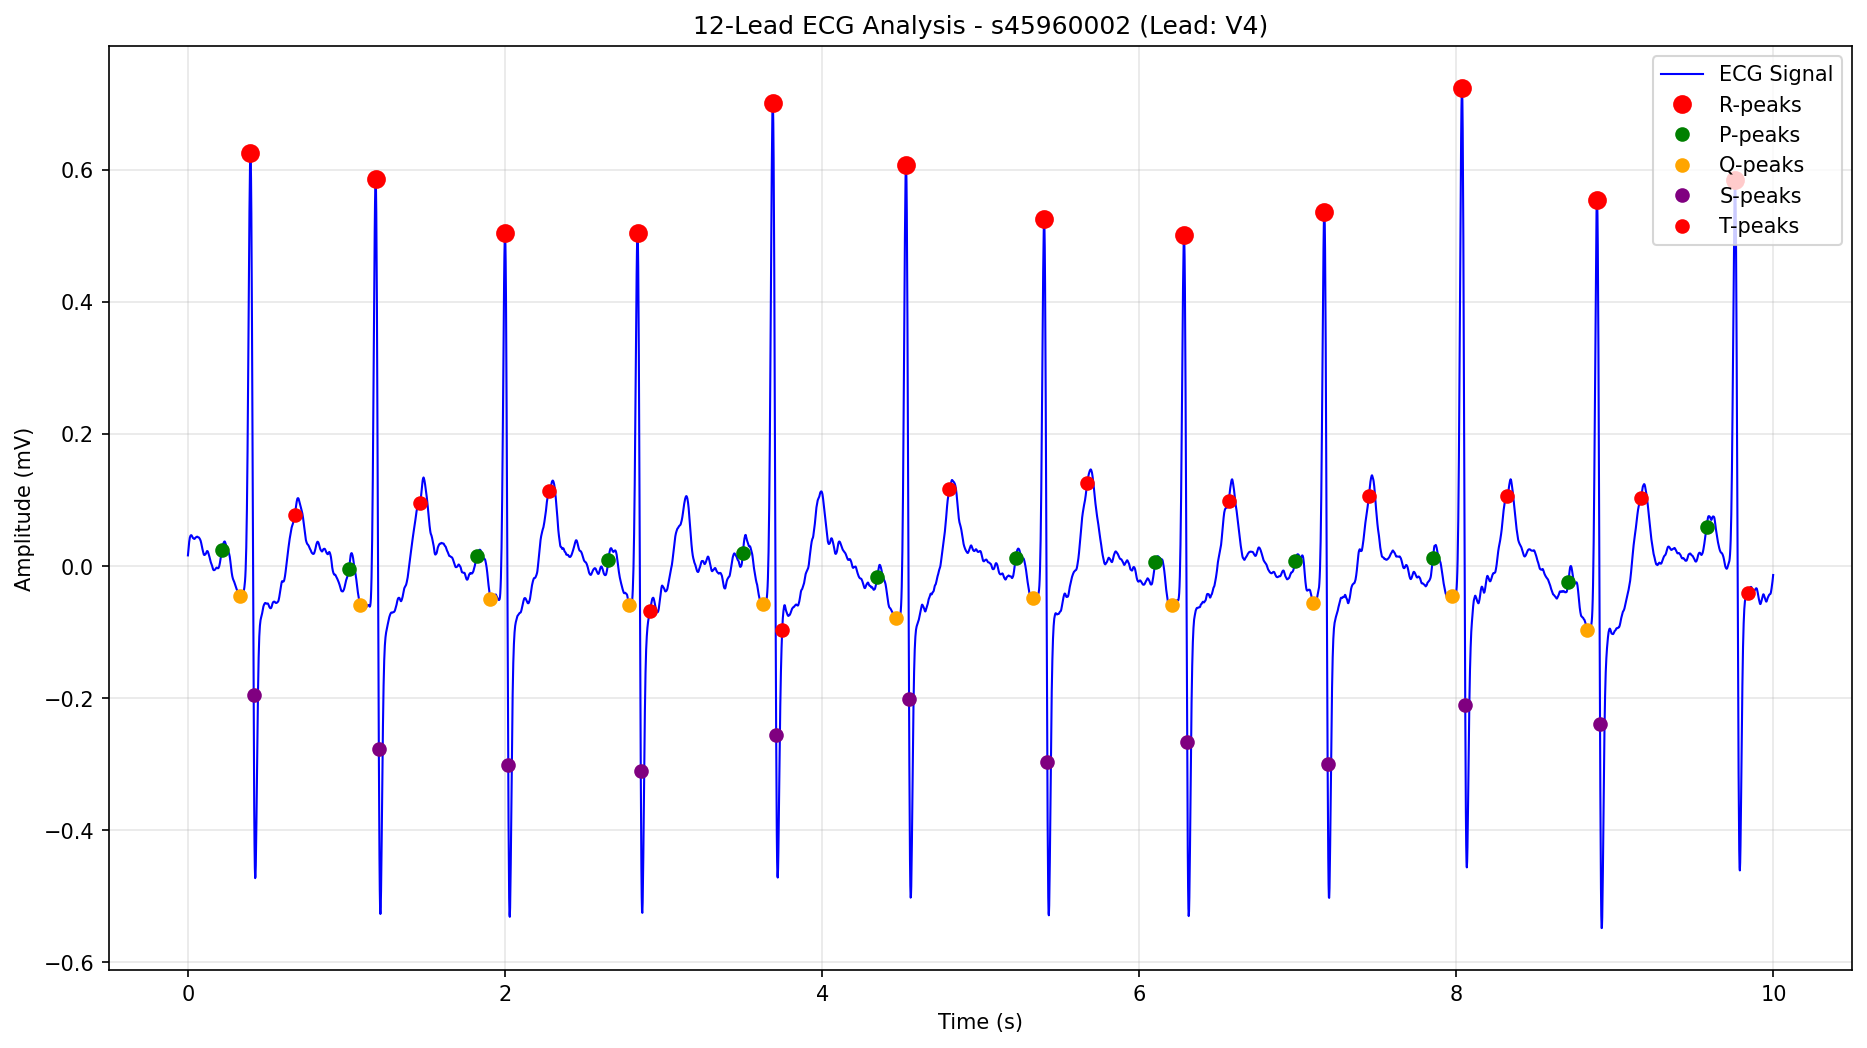 12-Lead ECG Analysis - s45960002 (Lead: V4)
ECG Signal
R-peaks
P-peaks
Q-peaks
S-peaks
T-peaks
Amplitude (mV)
0.6
0.4
0.2
0.0
−0.2
−0.4
−0.6
0 2 4 6 8 10
Time (s)